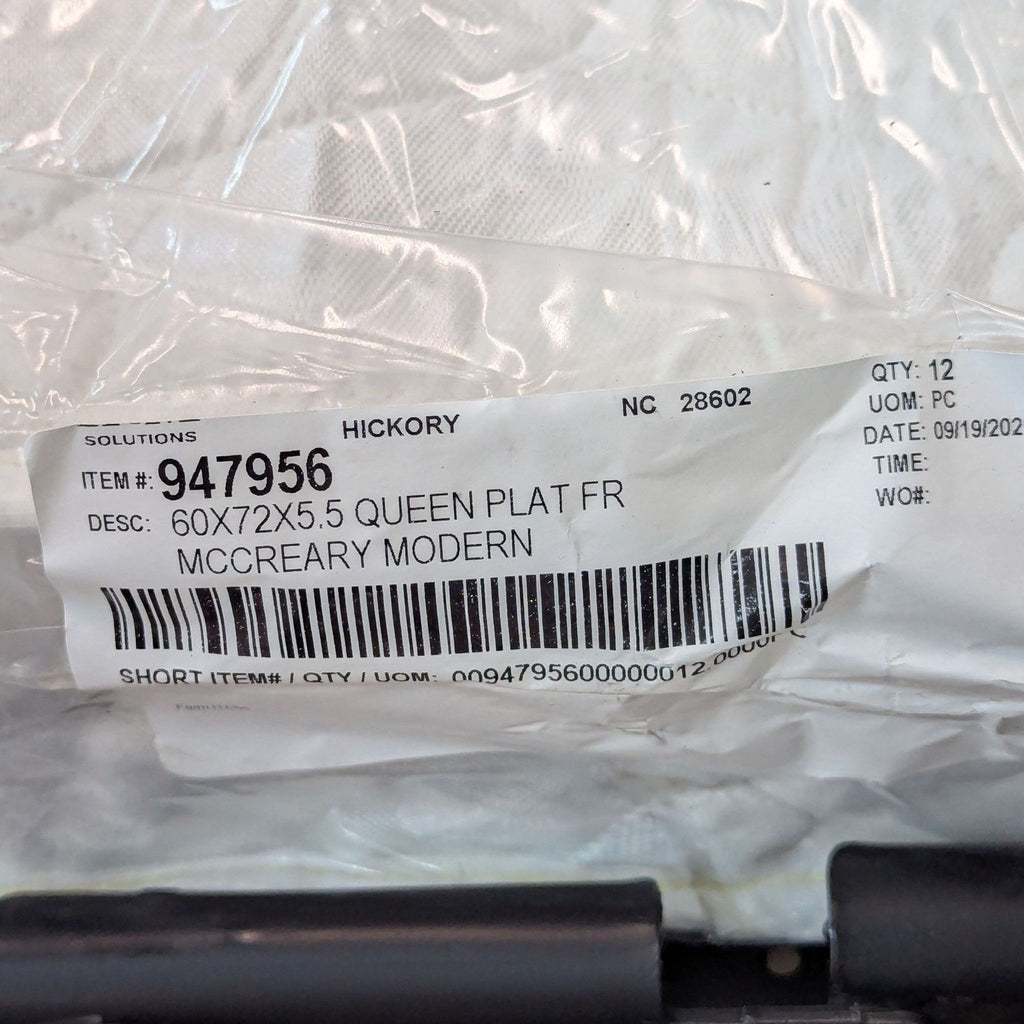 SOLUTIONS
HICKORY NC 28602
ITEM #: 947956
DESC: 60X72X5.5 QUEEN PLAT FR
MCCREARY MODERN
SHORT ITEM# / QTY / UOM: 0094795600000012.0000P
QTY: 12
UOM: PC
DATE: 09/19/202
TIME:
WO#: